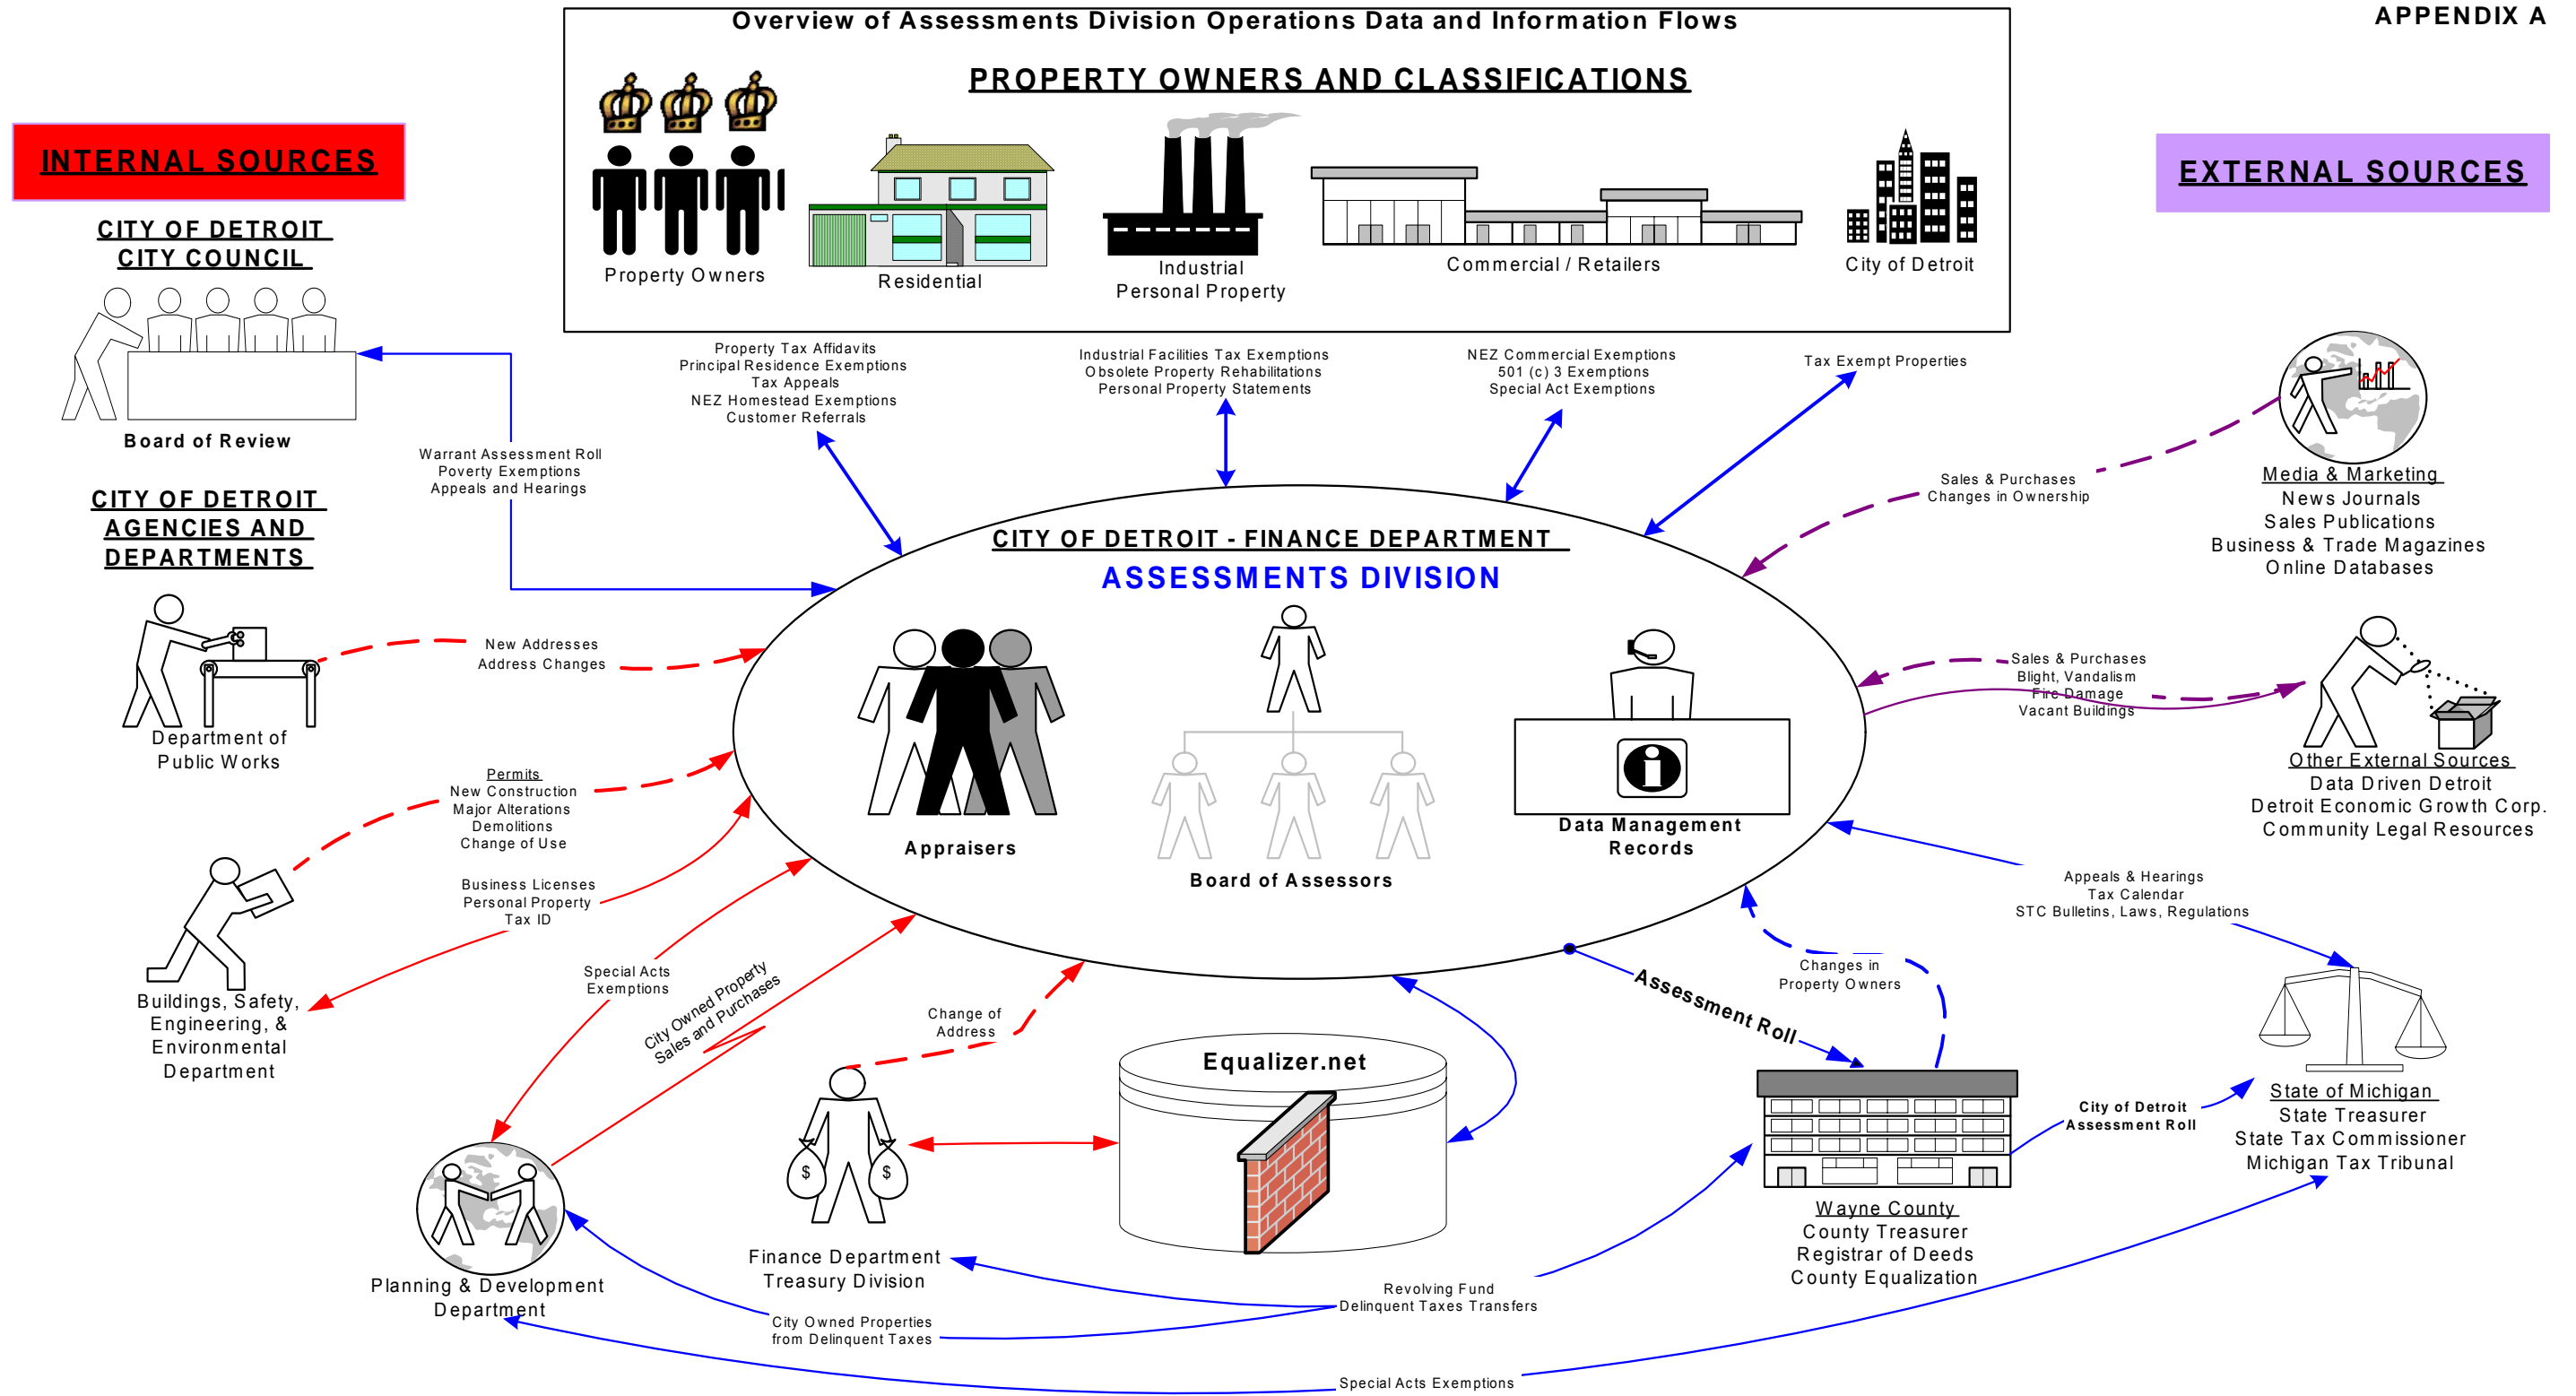 Overview of Assessments Division Operations Data and Information Flows
APPENDIX A
PROPERTY OWNERS AND CLASSIFICATIONS
Property Owners
Residential
Industrial
Personal Property
Commercial / Retailers
City of Detroit
INTERNAL SOURCES
EXTERNAL SOURCES
CITY OF DETROIT
CITY COUNCIL
Board of Review
Warrant Assessment Roll
Poverty Exemptions
Appeals and Hearings
Property Tax Affidavits
Principal Residence Exemptions
Tax Appeals
NEZ Homestead Exemptions
Customer Referrals
Industrial Facilities Tax Exemptions
Obsolete Property Rehabilitations
Personal Property Statements
NEZ Commercial Exemptions
501 (c) 3 Exemptions
Special Act Exemptions
Tax Exempt Properties
Sales & Purchases
Changes in Ownership
Media & Marketing
News Journals
Sales Publications
Business & Trade Magazines
Online Databases
CITY OF DETROIT
AGENCIES AND
DEPARTMENTS
Department of
Public Works
New Addresses
Address Changes
CITY OF DETROIT - FINANCE DEPARTMENT
ASSESSMENTS DIVISION
Appraisers
Board of Assessors
Data Management
Records
Sales & Purchases
Blight, Vandalism
Fire Damage
Vacant Buildings
Other External Sources
Data Driven Detroit
Detroit Economic Growth Corp.
Community Legal Resources
Permits
New Construction
Major Alterations
Demolitions
Change of Use
Business Licenses
Personal Property
Tax ID
Buildings, Safety,
Engineering, &
Environmental
Department
Special Acts
Exemptions
City Owned Property
Sales and Purchases
Change of
Address
Equalizer.net
Assessment Roll
Changes in
Property Owners
Appeals & Hearings
Tax Calendar
STC Bulletins, Laws, Regulations
State of Michigan
State Treasurer
State Tax Commissioner
Michigan Tax Tribunal
City of Detroit
Assessment Roll
Wayne County
County Treasurer
Registrar of Deeds
County Equalization
$ $
Finance Department
Treasury Division
Planning & Development
Department
City Owned Properties
from Delinquent Taxes
Revolving Fund
Delinquent Taxes Transfers
Special Acts Exemptions